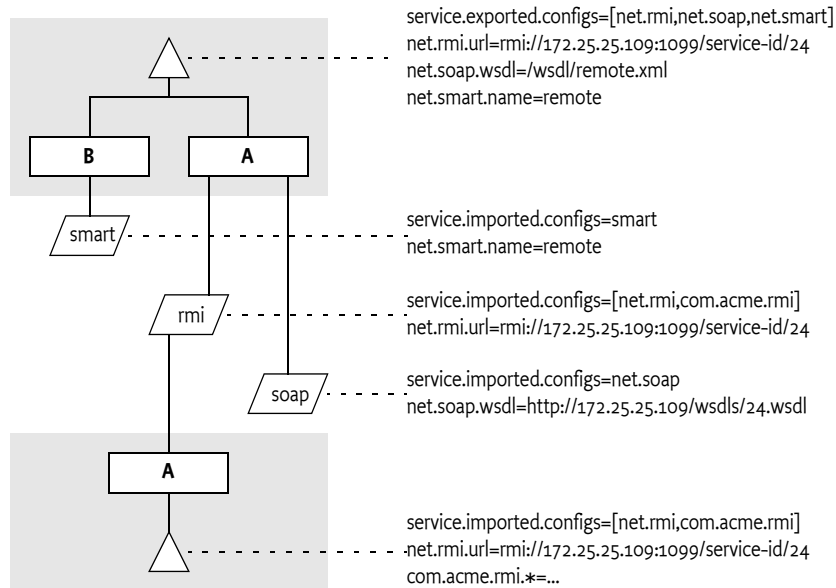 service.exported.configs=[net.rmi,net.soap,net.smart]
net.rmi.url=rmi://172.25.25.109:1099/service-id/24
net.soap.wsdl=/wsdl/remote.xml
net.smart.name=remote
B
A
smart
service.imported.configs=smart
net.smart.name=remote
rmi
service.imported.configs=[net.rmi,com.acme.rmi]
net.rmi.url=rmi://172.25.25.109:1099/service-id/24
soap
service.imported.configs=net.soap
net.soap.wsdl=http://172.25.25.109/wsdls/24.wsdl
A
service.imported.configs=[net.rmi,com.acme.rmi]
net.rmi.url=rmi://172.25.25.109:1099/service-id/24
com.acme.rmi.*=...